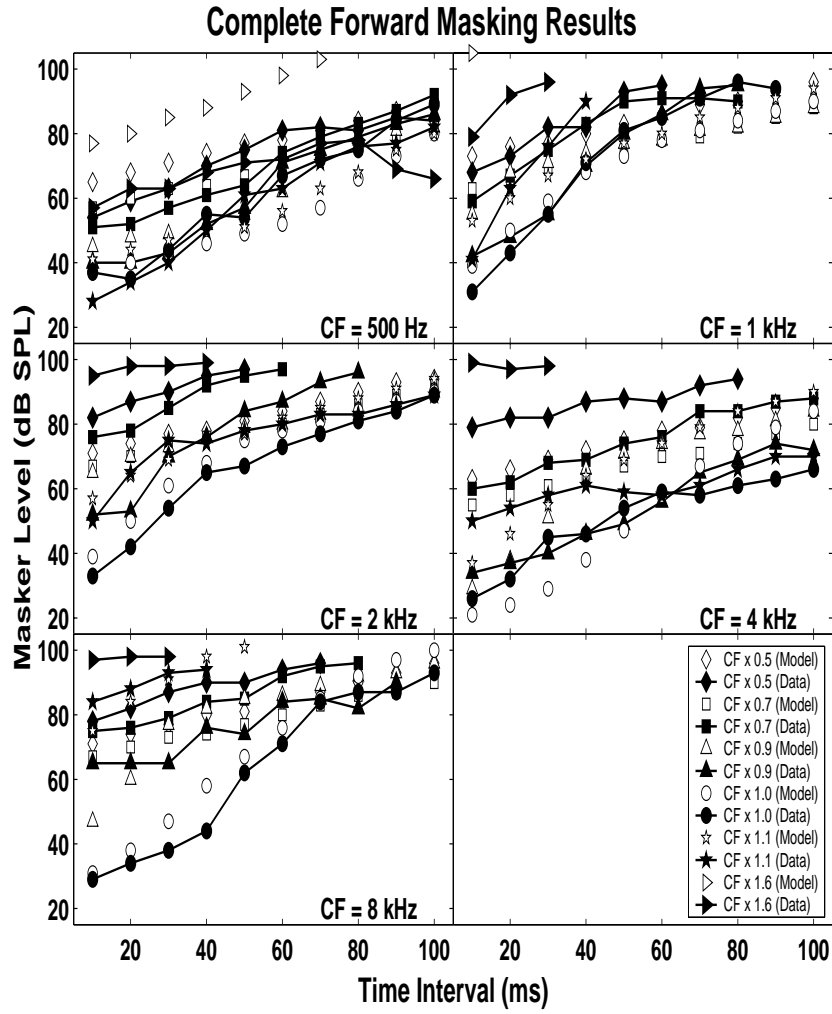 Complete Forward Masking Results
Masker Level (dB SPL)
100
80
60
40
20
CF = 500 Hz
CF = 1 kHz
100
80
60
40
20
CF = 2 kHz
CF = 4 kHz
100
80
60
40
20
CF = 8 kHz
CF x 0.5 (Model)
CF x 0.5 (Data)
CF x 0.7 (Model)
CF x 0.7 (Data)
CF x 0.9 (Model)
CF x 0.9 (Data)
CF x 1.0 (Model)
CF x 1.0 (Data)
CF x 1.1 (Model)
CF x 1.1 (Data)
CF x 1.6 (Model)
CF x 1.6 (Data)
20 40 60 80 100 20 40 60 80 100
Time Interval (ms)